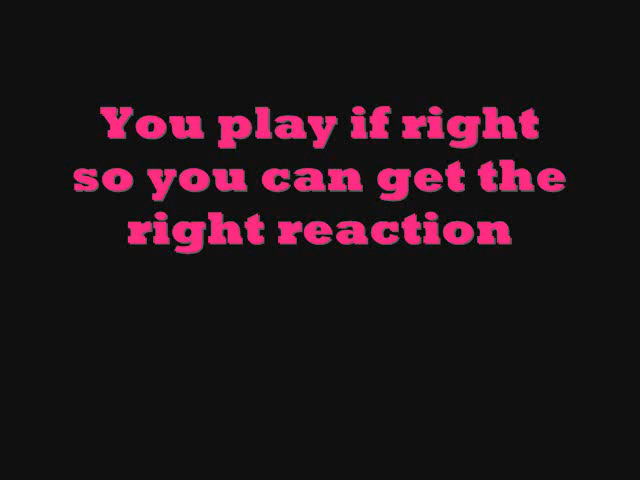 You play if right
so you can get the
right reaction